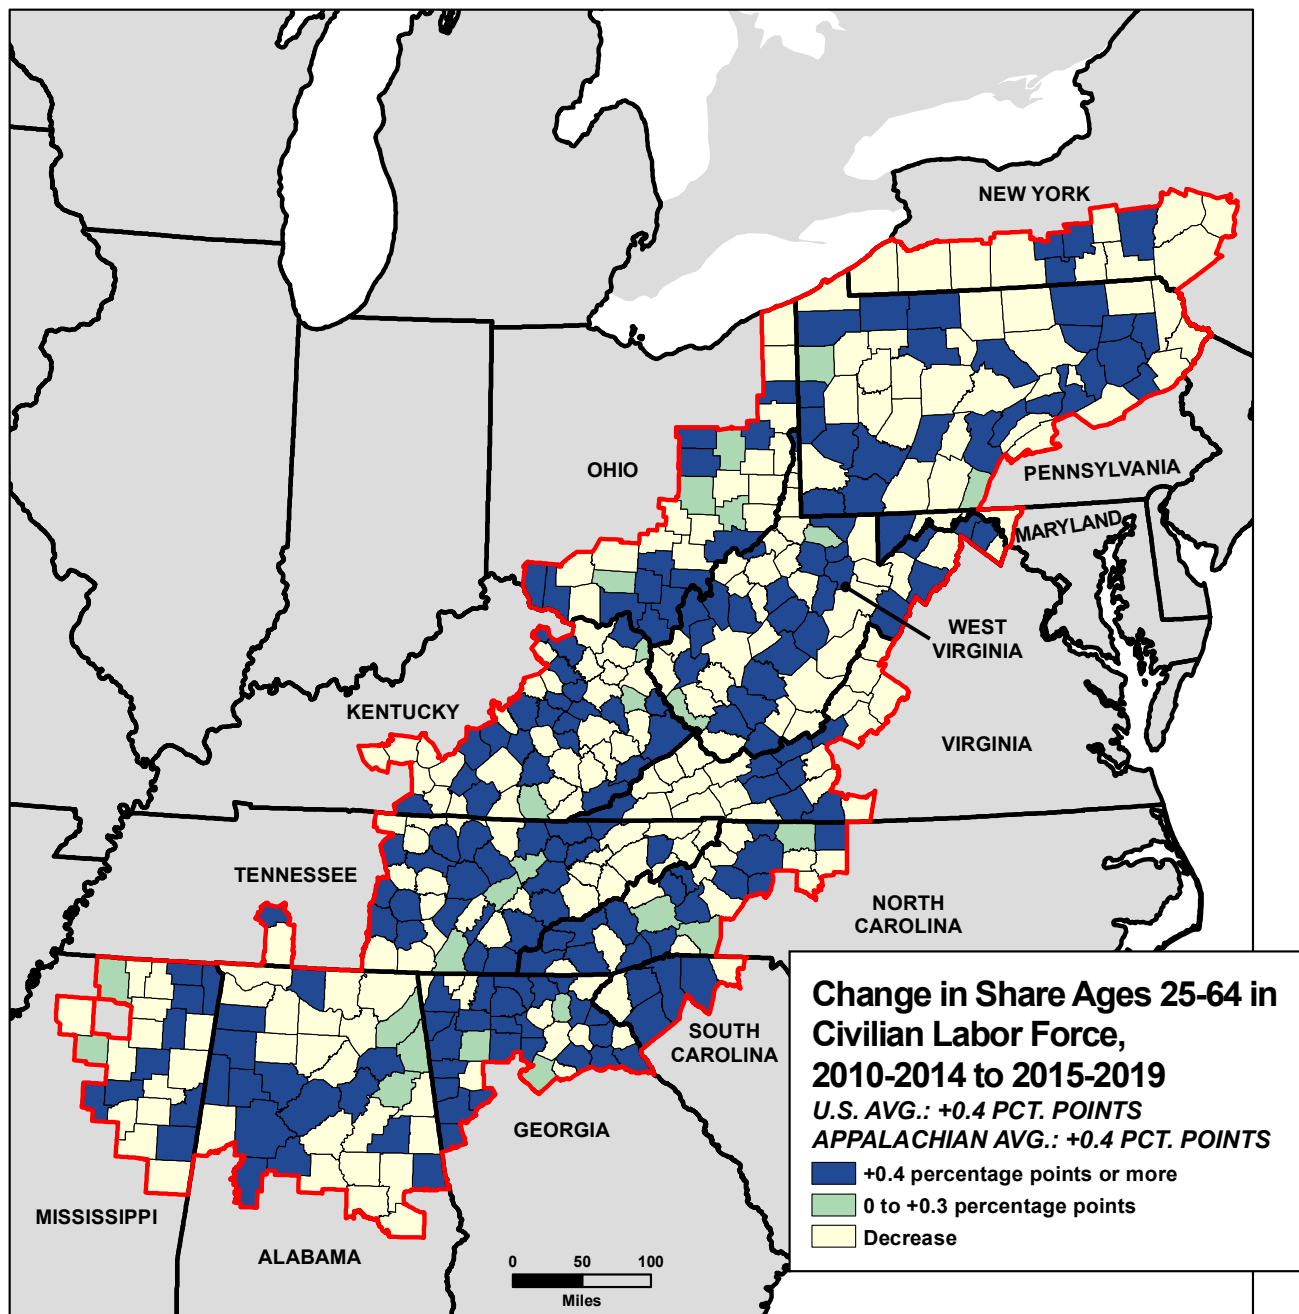 NEW YORK
OHIO
PENNSYLVANIA
MARYLAND
WEST
VIRGINIA
KENTUCKY
VIRGINIA
TENNESSEE
NORTH
CAROLINA
SOUTH
CAROLINA
GEORGIA
MISSISSIPPI
ALABAMA
Change in Share Ages 25-64 in
Civilian Labor Force,
2010-2014 to 2015-2019
U.S. AVG.: +0.4 PCT. POINTS
APPALACHIAN AVG.: +0.4 PCT. POINTS
+0.4 percentage points or more
0 to +0.3 percentage points
Decrease
0 50 100
Miles